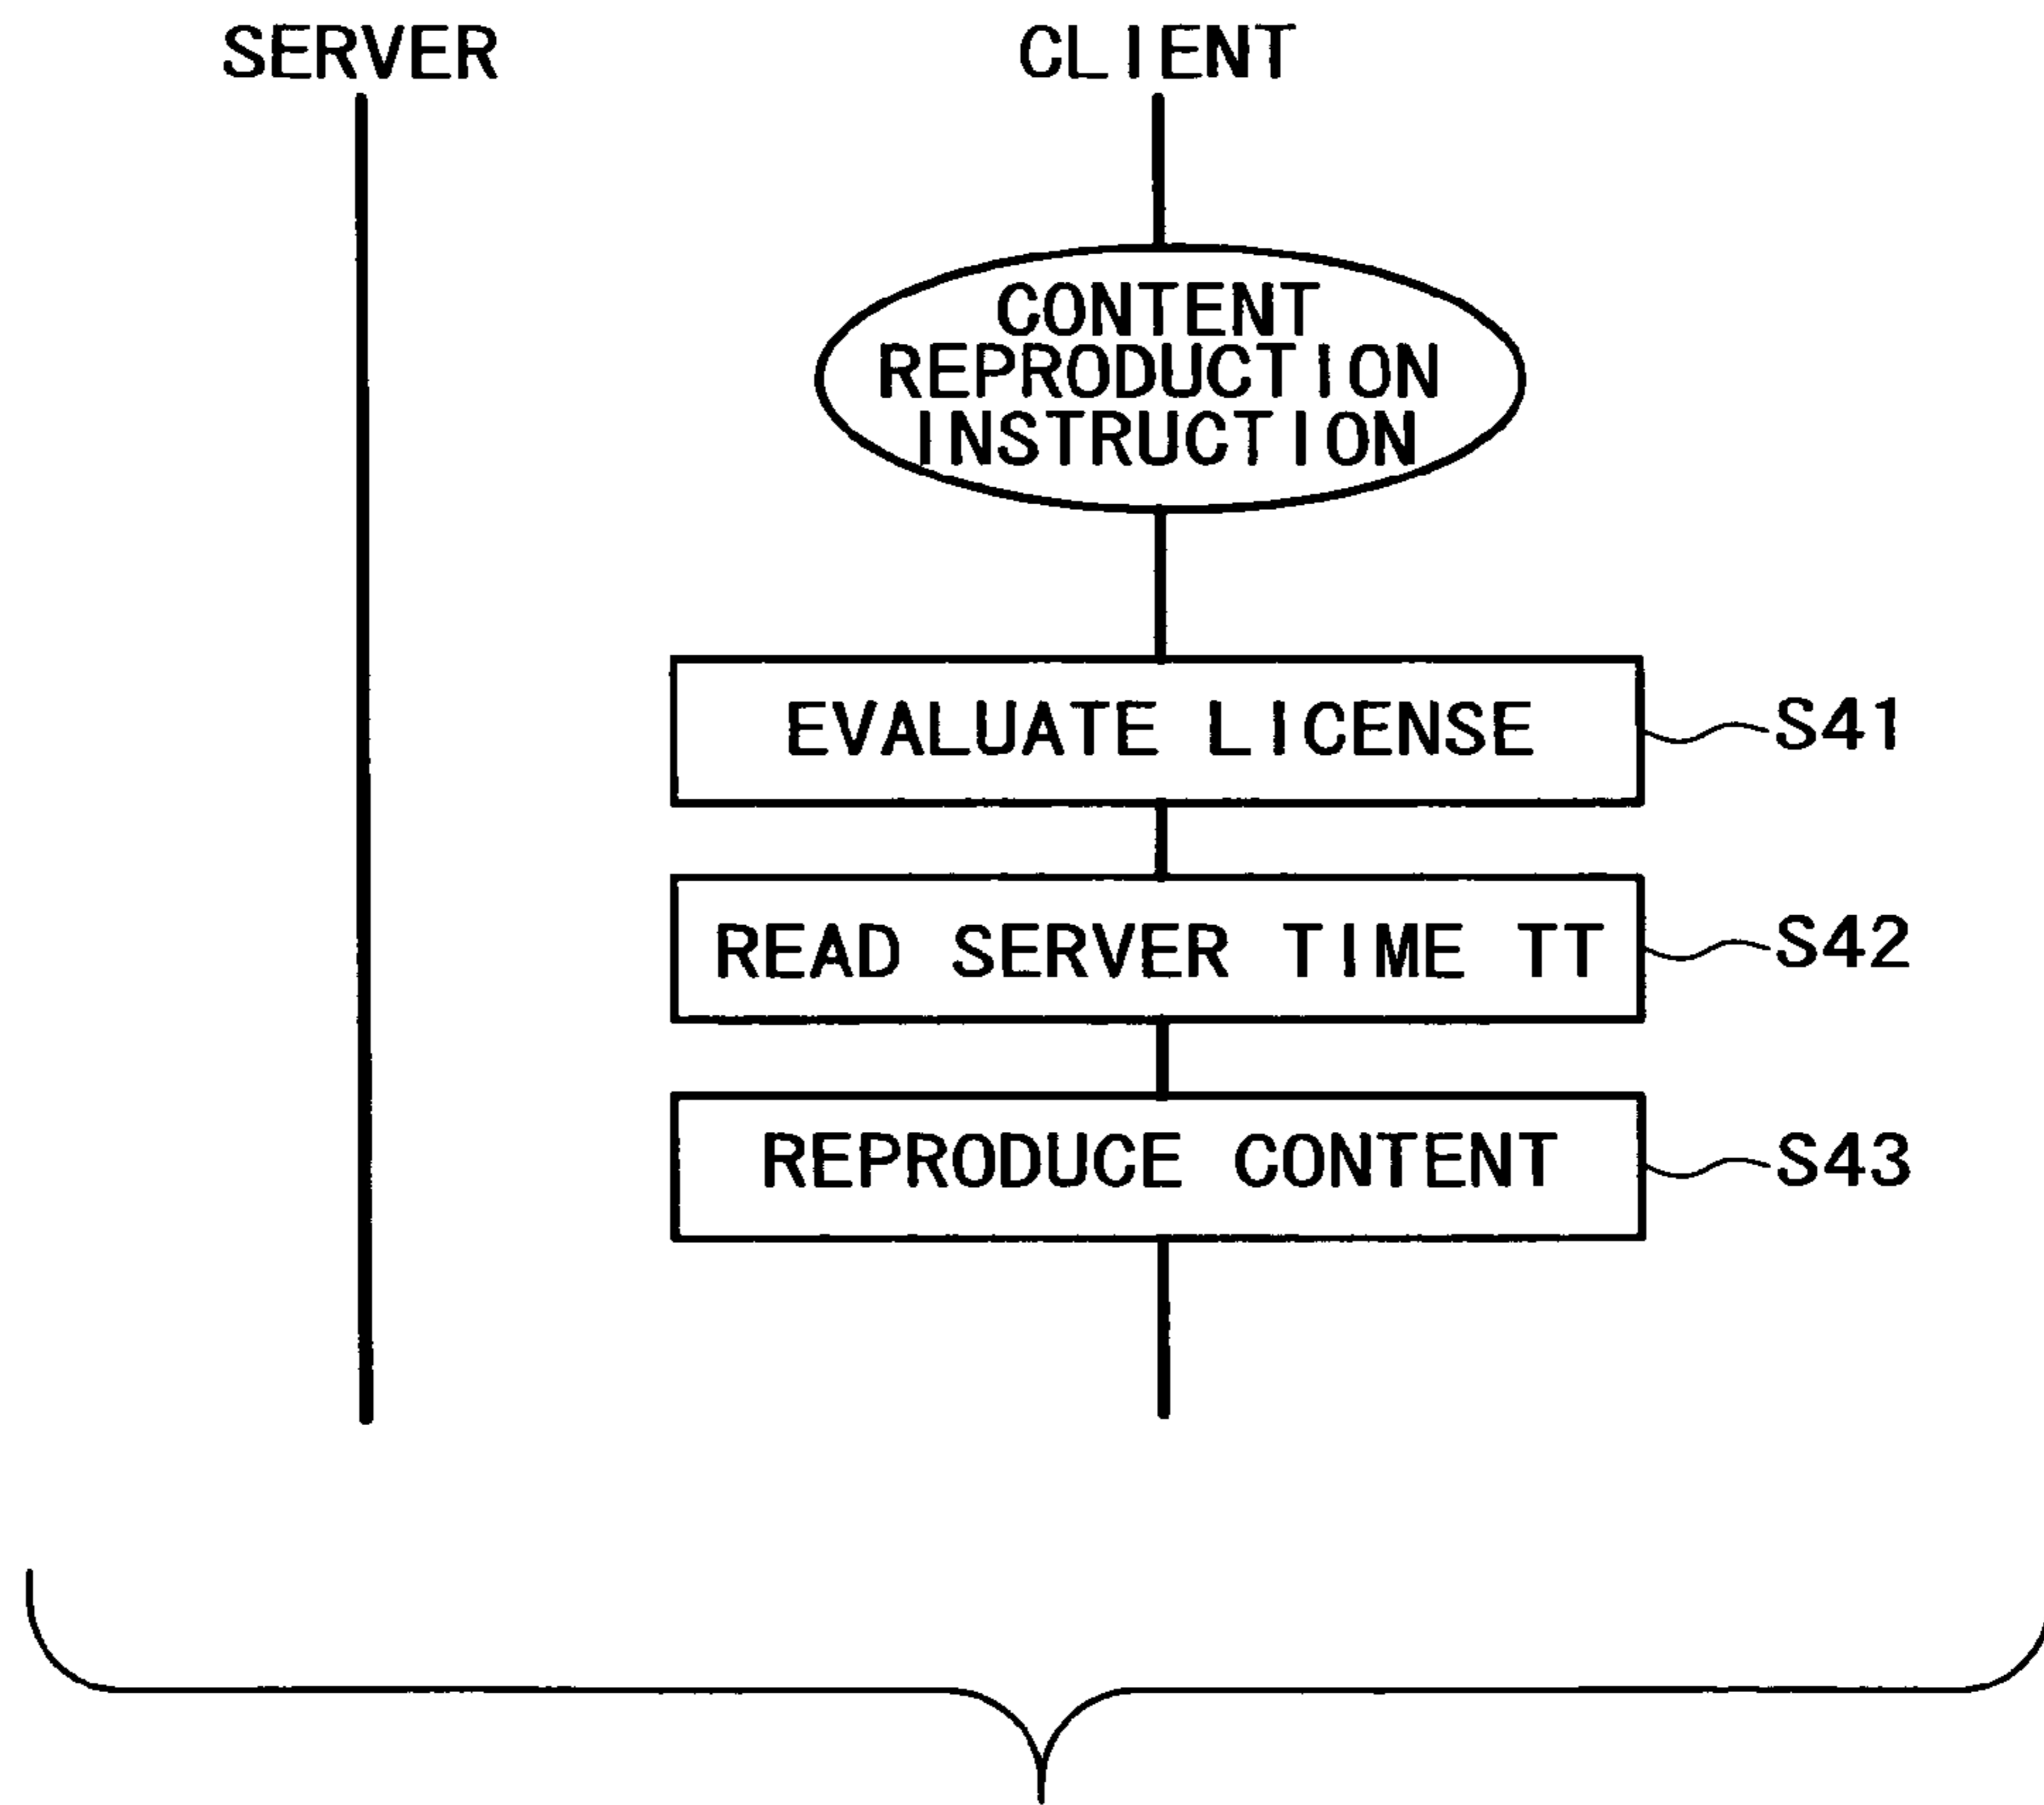 SERVER
CLIENT
CONTENT
REPRODUCTION
INSTRUCTION
EVALUATE LICENSE
S41
READ SERVER TIME TT
S42
REPRODUCE CONTENT
S43